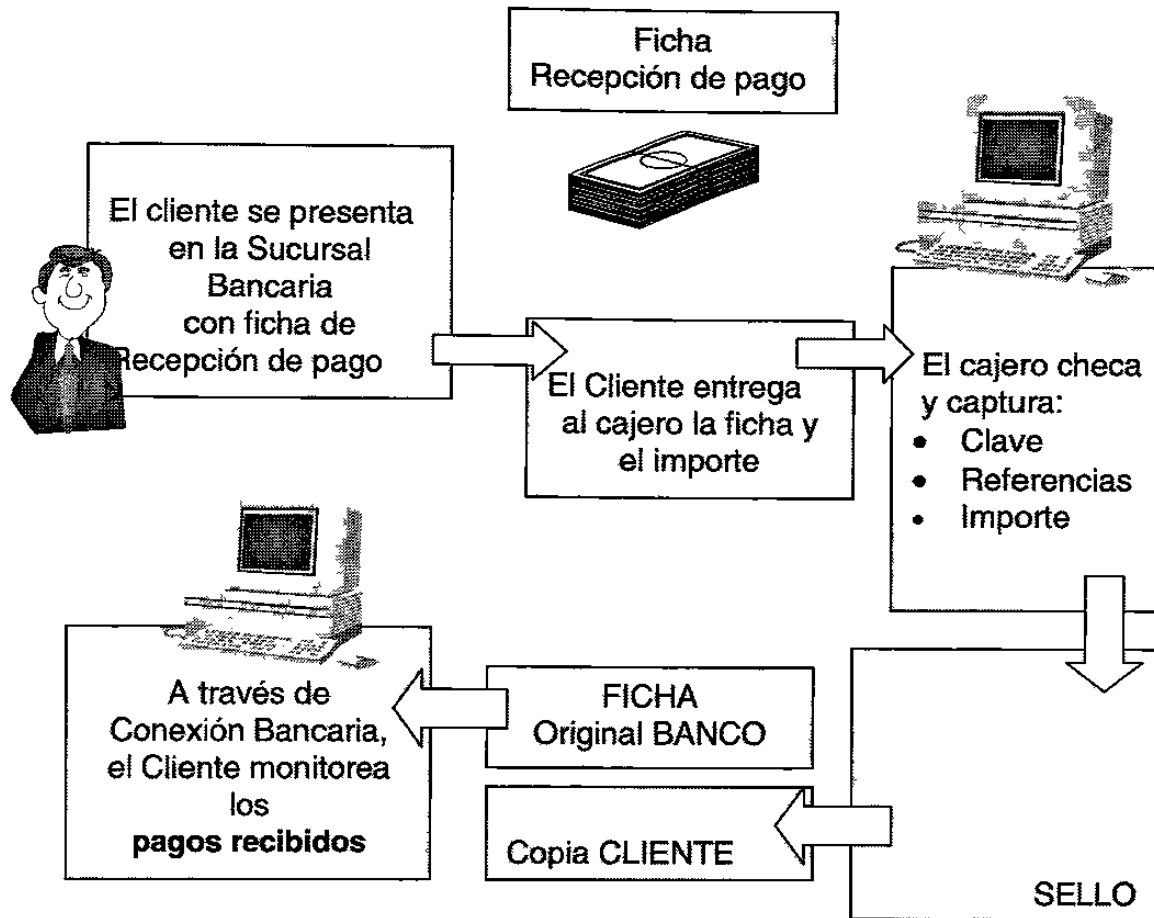 Ficha
Recepción de pago
El cliente se presenta
en la Sucursal
Bancaria
con ficha de
Recepción de pago
El Cliente entrega
al cajero la ficha y
el importe
El cajero checa
y captura:
• Clave
• Referencias
• Importe
SELLO
FICHA
Original BANCO
Copia CLIENTE
A través de
Conexión Bancaria,
el Cliente monitorea
los
pagos recibidos